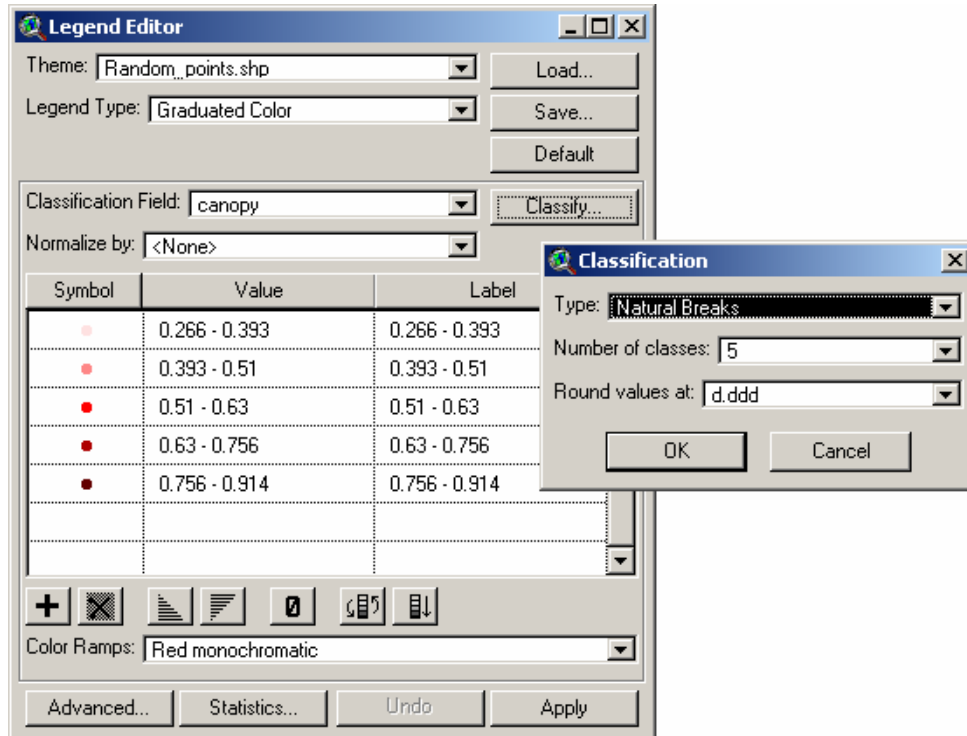 Legend Editor
Theme: Random_points.shp
Load...
Legend Type: Graduated Color
Save...
Default
Classification Field: canopy
Classify...
Normalize by: <None>
Symbol Value Label
0.266 - 0.393 0.266 - 0.393
0.393 - 0.51 0.393 - 0.51
0.51 - 0.63 0.51 - 0.63
0.63 - 0.756 0.63 - 0.756
0.756 - 0.914 0.756 - 0.914
Color Ramps: Red monochromatic
Advanced... Statistics... Undo Apply
Classification
Type: Natural Breaks
Number of classes: 5
Round values at: d.ddd
OK Cancel